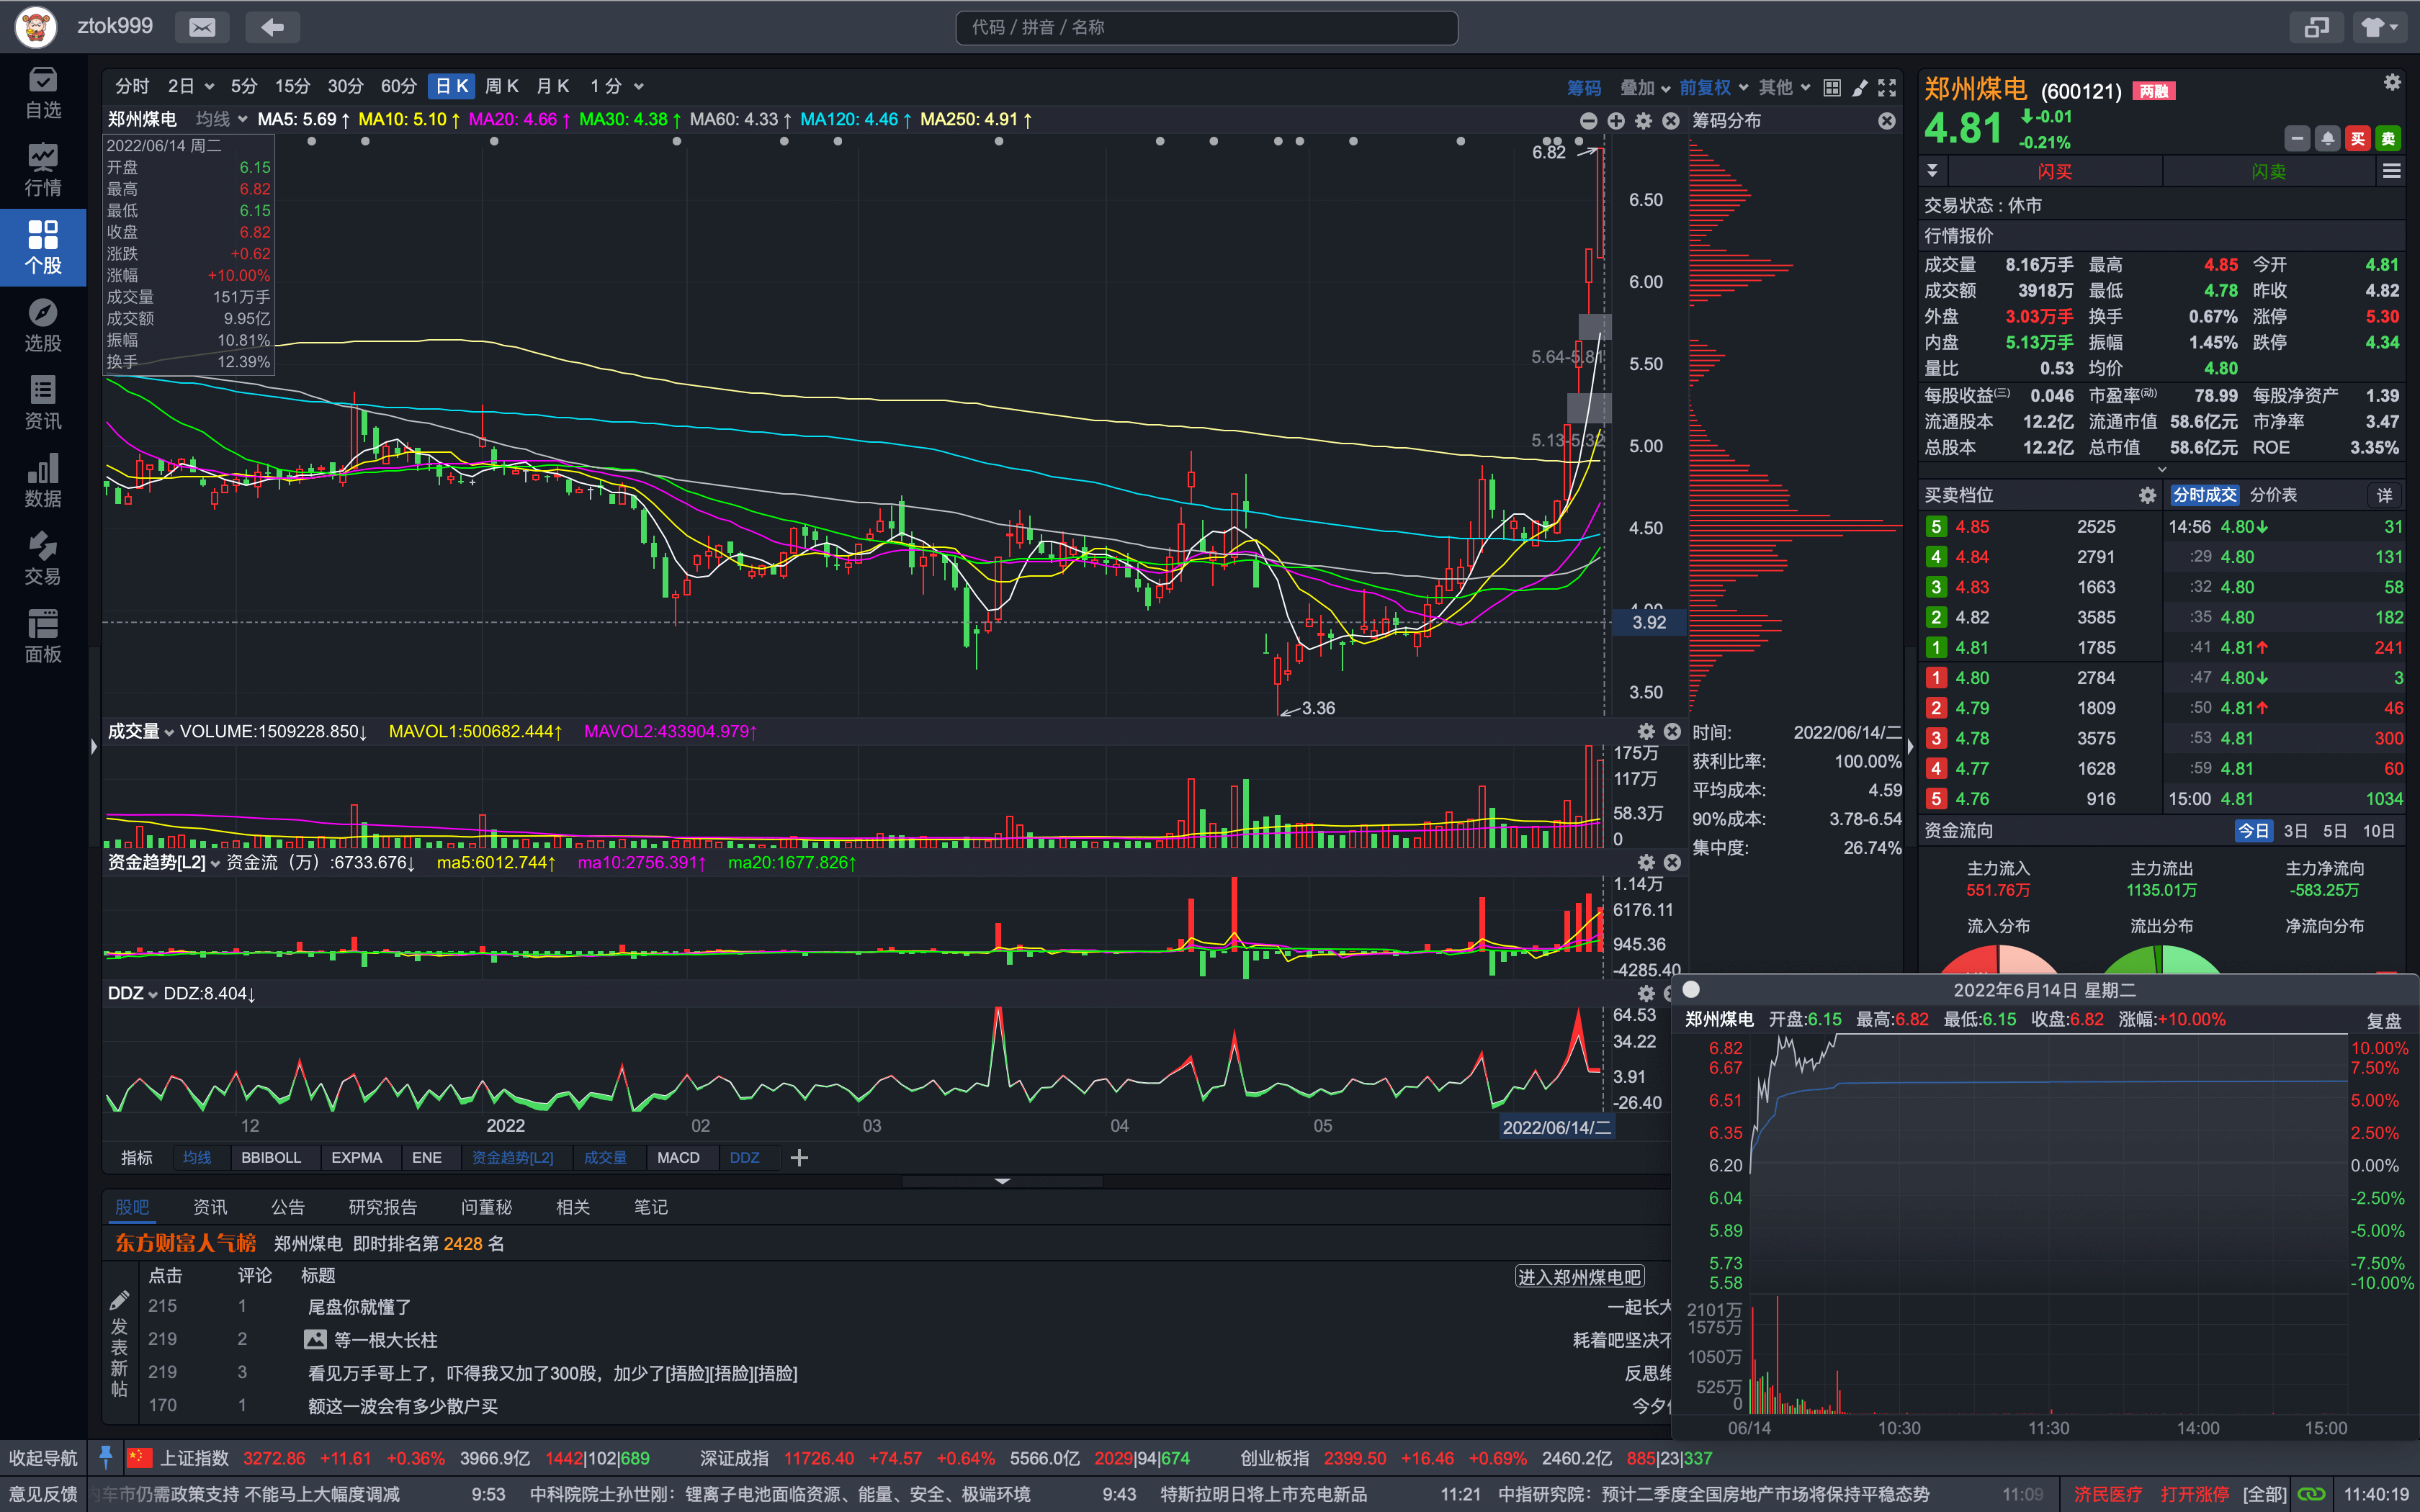 ztok999
代码 / 拼音 / 名称
自选
行情
个股
选股
资讯
数据
交易
面板
分时 2日 5分 15分 30分 60分 日K 周K 月K 1分 筹码 叠加 前复权 其他
郑州煤电 均线 MA5: 5.69↑ MA10: 5.10↑ MA20: 4.66↑ MA30: 4.38↑ MA60: 4.33↑ MA120: 4.46↑ MA250: 4.91↑
2022/06/14 周二
开盘 6.15
最高 6.82
最低 6.15
收盘 6.82
涨跌 +0.62
涨幅 +10.00%
成交量 151万手
成交额 9.95亿
振幅 10.81%
换手 12.39%
6.82
5.64-5.81
5.13-5.32
3.36
6.50
6.00
5.50
5.00
4.50
4.00
3.92
3.50
筹码分布
时间: 2022/06/14/二
获利比率: 100.00%
平均成本: 4.59
90%成本: 3.78-6.54
集中度: 26.74%
成交量 VOLUME:1509228.850↓ MAVOL1:500682.444↑ MAVOL2:433904.979↑
175万
117万
58.3万
0
资金趋势[L2] 资金流（万）:6733.676↓ ma5:6012.744↑ ma10:2756.391↑ ma20:1677.826↑
1.14万
6176.11
945.36
-4285.40
DDZ DDZ:8.404↓
64.53
34.22
3.91
-26.40
12 2022 02 03 04 05 2022/06/14/二
指标 均线 BBIBOLL EXPMA ENE 资金趋势[L2] 成交量 MACD DDZ
股吧 资讯 公告 研究报告 问董秘 相关 笔记
东方财富人气榜 郑州煤电 即时排名第 2428 名
点击 评论 标题 进入郑州煤电吧
215 1 尾盘你就懂了 一起长大
219 2 等一根大长柱 耗着吧坚决不
219 3 看见万手哥上了，吓得我又加了300股，加少了[捂脸][捂脸][捂脸] 反思维
170 1 额这一波会有多少散户买 今夕
发表新帖
郑州煤电 (600121) 两融
4.81 -0.01
-0.21%
买 卖
闪买 闪卖
交易状态 : 休市
行情报价
成交量 8.16万手 最高 4.85 今开 4.81
成交额 3918万 最低 4.78 昨收 4.82
外盘 3.03万手 换手 0.67% 涨停 5.30
内盘 5.13万手 振幅 1.45% 跌停 4.34
量比 0.53 均价 4.80
每股收益(三) 0.046 市盈率(动) 78.99 每股净资产 1.39
流通股本 12.2亿 流通市值 58.6亿元 市净率 3.47
总股本 12.2亿 总市值 58.6亿元 ROE 3.35%
买卖档位 分时成交 分价表 详
5 4.85 2525 14:56 4.80↓ 31
4 4.84 2791 :29 4.80 131
3 4.83 1663 :32 4.80 58
2 4.82 3585 :35 4.80 182
1 4.81 1785 :41 4.81↑ 241
1 4.80 2784 :47 4.80↓ 3
2 4.79 1809 :50 4.81↑ 46
3 4.78 3575 :53 4.81 300
4 4.77 1628 :59 4.81 60
5 4.76 916 15:00 4.81 1034
资金流向 今日 3日 5日 10日
主力流入 主力流出 主力净流向
551.76万 1135.01万 -583.25万
流入分布 流出分布 净流向分布
2022年6月14日 星期二
郑州煤电 开盘:6.15 最高:6.82 最低:6.15 收盘:6.82 涨幅:+10.00% 复盘
6.82 10.00%
6.67 7.50%
6.51 5.00%
6.35 2.50%
6.20 0.00%
6.04 -2.50%
5.89 -5.00%
5.73 -7.50%
5.58 -10.00%
2101万
1575万
1050万
525万
0
06/14 10:30 11:30 14:00 15:00
收起导航 上证指数 3272.86 +11.61 +0.36% 3966.9亿 1442|102|689 深证成指 11726.40 +74.57 +0.64% 5566.0亿 2029|94|674 创业板指 2399.50 +16.46 +0.69% 2460.2亿 885|23|337
意见反馈 车市仍需政策支持 不能马上大幅度调减 9:53 中科院院士孙世刚：锂离子电池面临资源、能量、安全、极端环境 9:43 特斯拉明日将上市充电新品 11:21 中指研究院：预计二季度全国房地产市场将保持平稳态势 11:09 济民医疗 打开涨停 [全部] 11:40:19